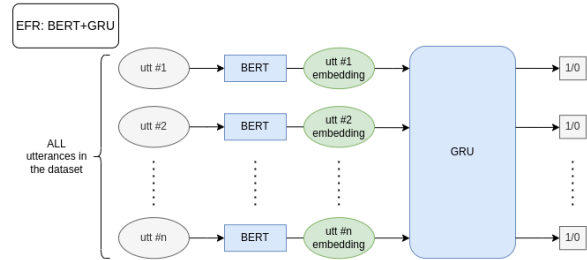 EFR: BERT+GRU
utt #1
BERT
utt #1
embedding
1/0
utt #2
BERT
utt #2
embedding
1/0
ALL
utterances in
the dataset
GRU
utt #n
BERT
utt #n
embedding
1/0